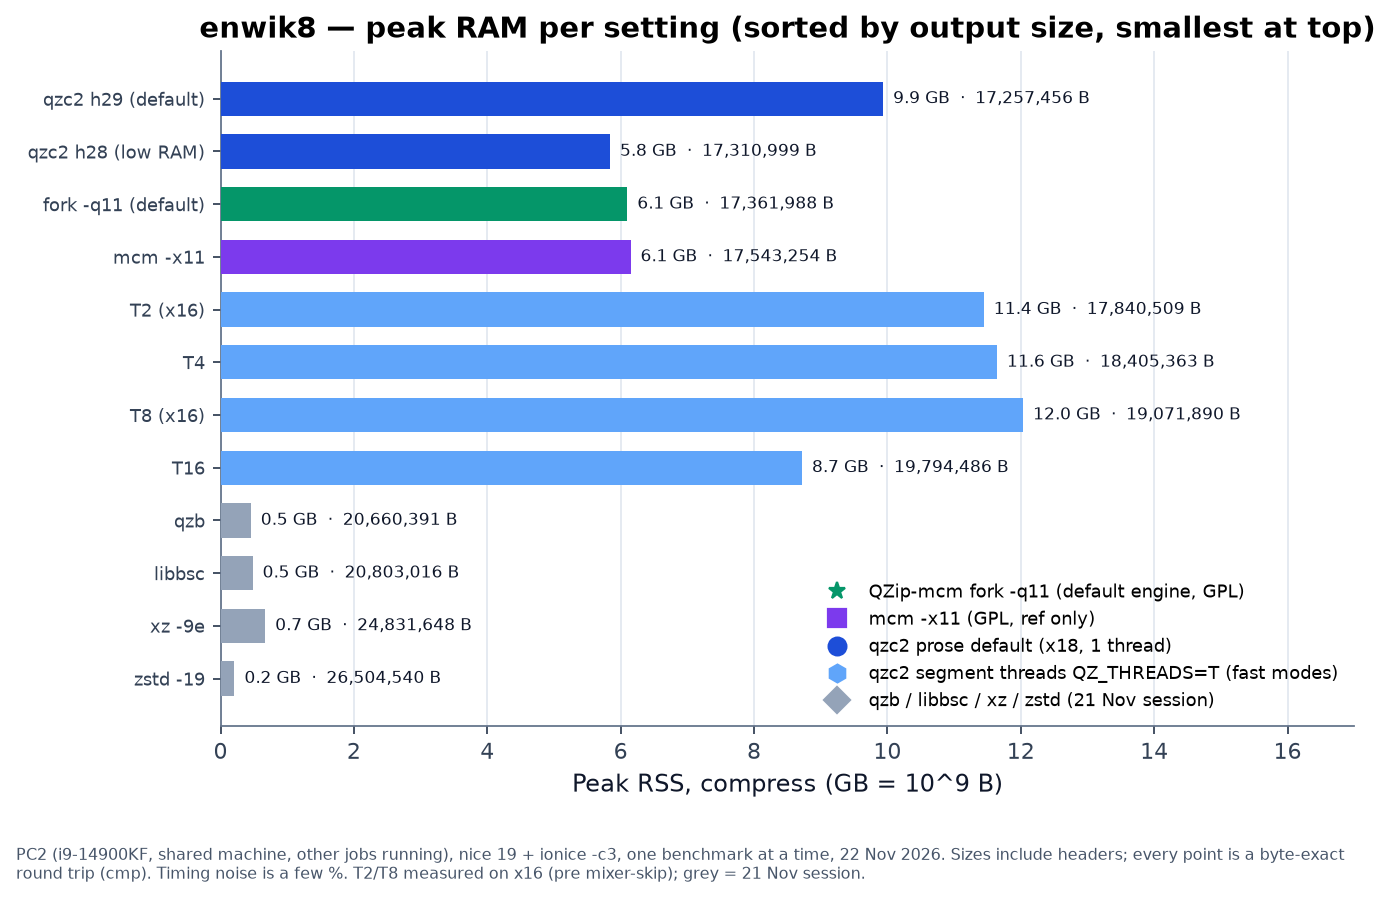 enwik8 — peak RAM per setting (sorted by output size, smallest at top)
qzc2 h29 (default)
9.9 GB · 17,257,456 B
qzc2 h28 (low RAM)
5.8 GB · 17,310,999 B
fork -q11 (default)
6.1 GB · 17,361,988 B
mcm -x11
6.1 GB · 17,543,254 B
T2 (x16)
11.4 GB · 17,840,509 B
T4
11.6 GB · 18,405,363 B
T8 (x16)
12.0 GB · 19,071,890 B
T16
8.7 GB · 19,794,486 B
qzb
0.5 GB · 20,660,391 B
libbsc
0.5 GB · 20,803,016 B
xz -9e
0.7 GB · 24,831,648 B
zstd -19
0.2 GB · 26,504,540 B
QZip-mcm fork -q11 (default engine, GPL)
mcm -x11 (GPL, ref only)
qzc2 prose default (x18, 1 thread)
qzc2 segment threads QZ_THREADS=T (fast modes)
qzb / libbsc / xz / zstd (21 Nov session)
0 2 4 6 8 10 12 14 16
Peak RSS, compress (GB = 10^9 B)
PC2 (i9-14900KF, shared machine, other jobs running), nice 19 + ionice -c3, one benchmark at a time, 22 Nov 2026. Sizes include headers; every point is a byte-exact
round trip (cmp). Timing noise is a few %. T2/T8 measured on x16 (pre mixer-skip); grey = 21 Nov session.